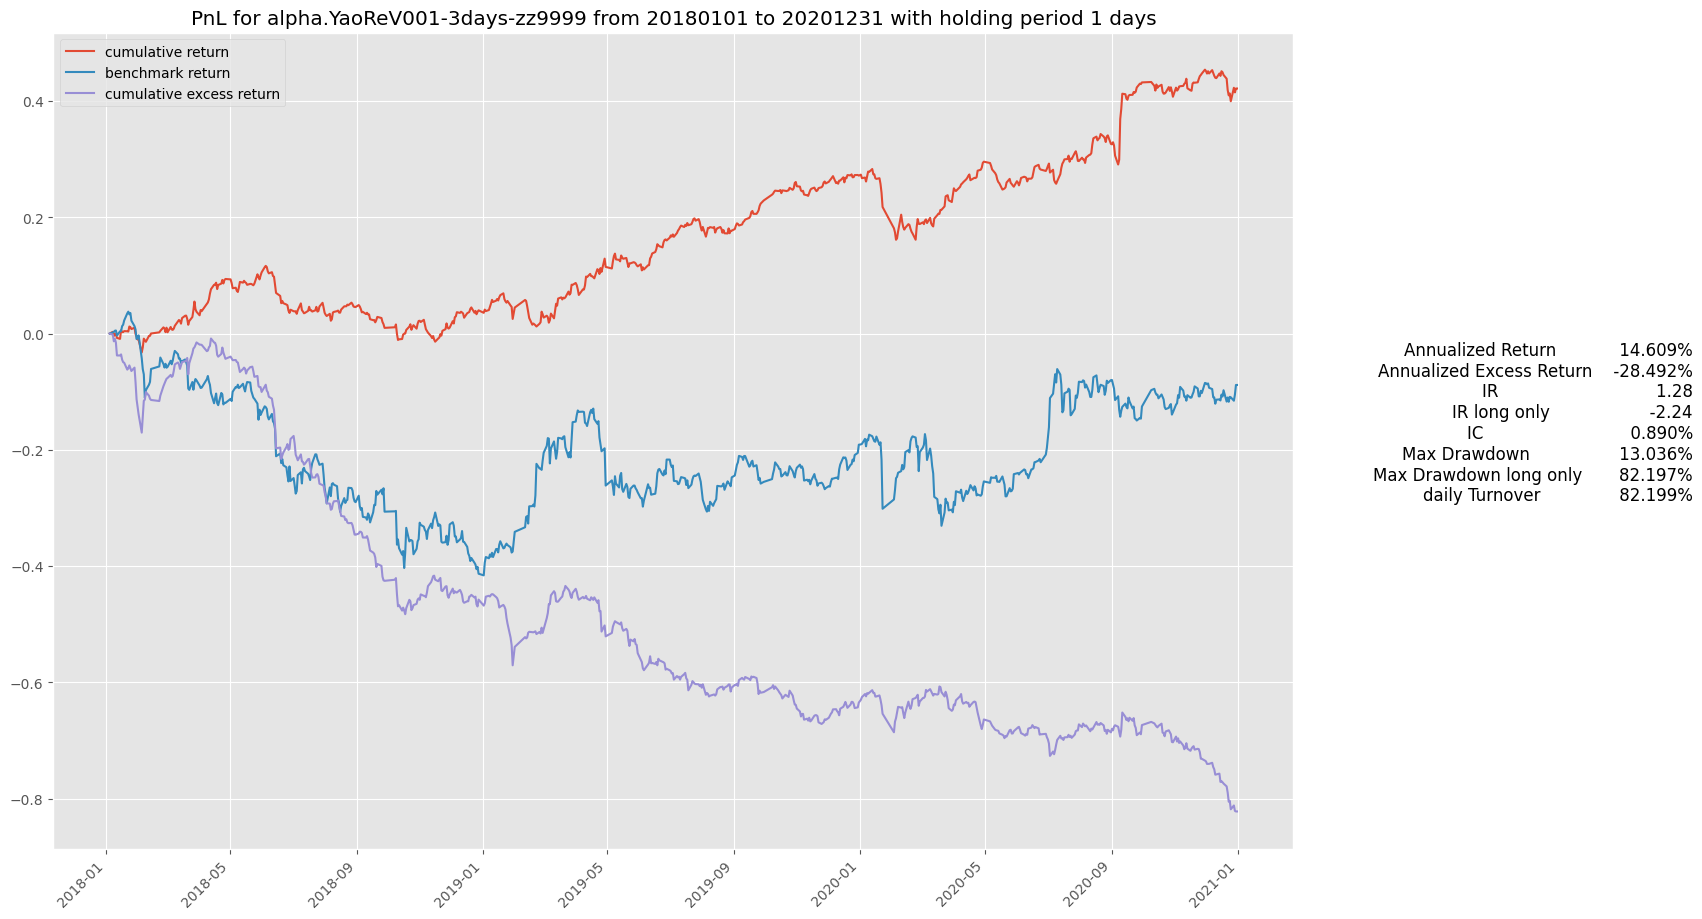 PnL for alpha.YaoReV001-3days-zz9999 from 20180101 to 20201231 with holding period 1 days
cumulative return
benchmark return
cumulative excess return
0.4
0.2
0.0
−0.2
−0.4
−0.6
−0.8
2018-01
2018-05
2018-09
2019-01
2019-05
2019-09
2020-01
2020-05
2020-09
2021-01
Annualized Return 14.609%
Annualized Excess Return -28.492%
IR 1.28
IR long only -2.24
IC 0.890%
Max Drawdown 13.036%
Max Drawdown long only 82.197%
daily Turnover 82.199%